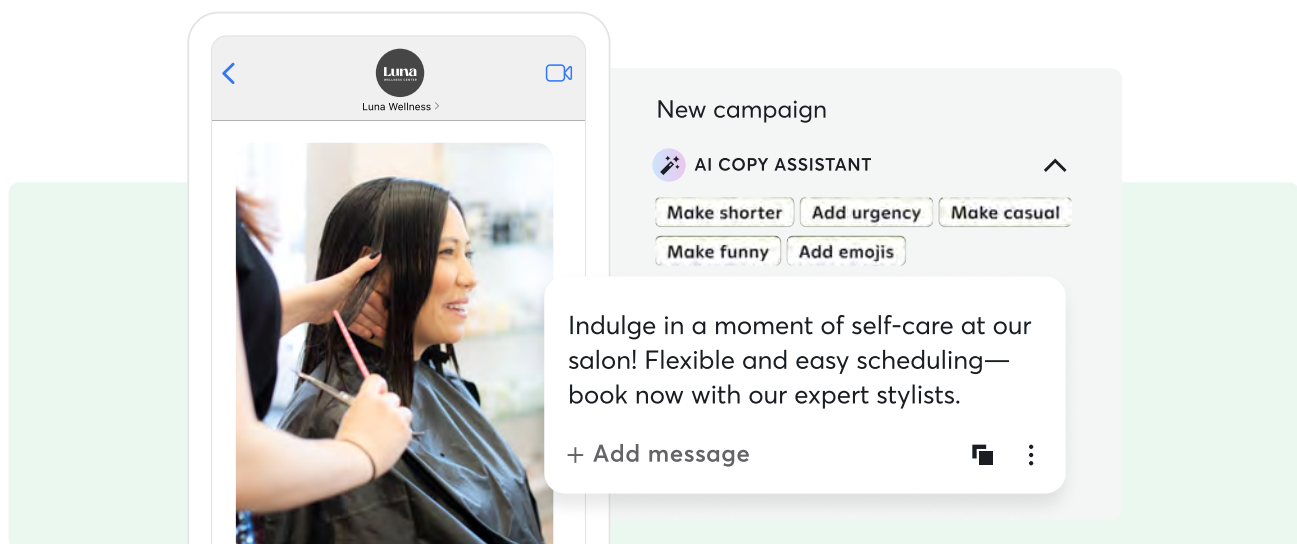 Luna
WELLNESS CENTER
Luna Wellness >
New campaign
AI COPY ASSISTANT
Make shorter
Add urgency
Make casual
Make funny
Add emojis
Indulge in a moment of self-care at our
salon! Flexible and easy scheduling—
book now with our expert stylists.
+ Add message